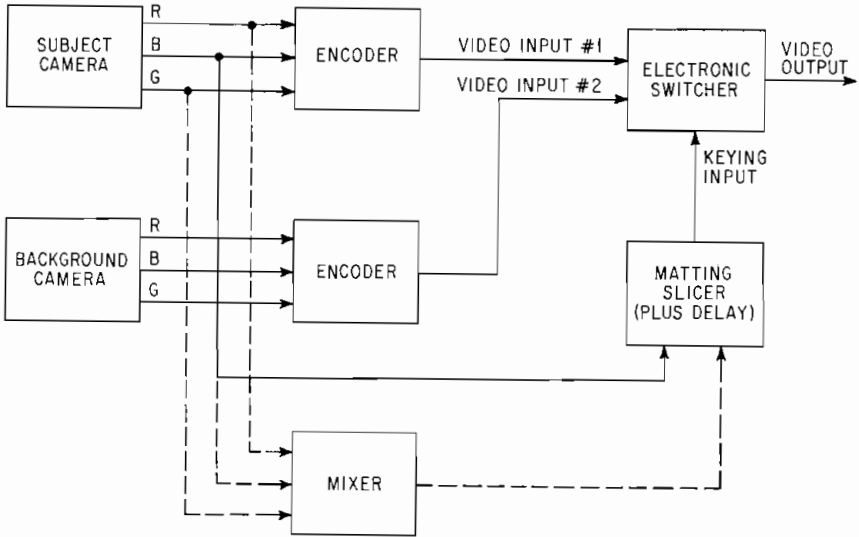 SUBJECT
CAMERA
R
B
G
ENCODER
VIDEO INPUT #1
VIDEO INPUT #2
ELECTRONIC
SWITCHER
VIDEO
OUTPUT
KEYING
INPUT
BACKGROUND
CAMERA
R
B
G
ENCODER
MATTING
SLICER
(PLUS DELAY)
MIXER